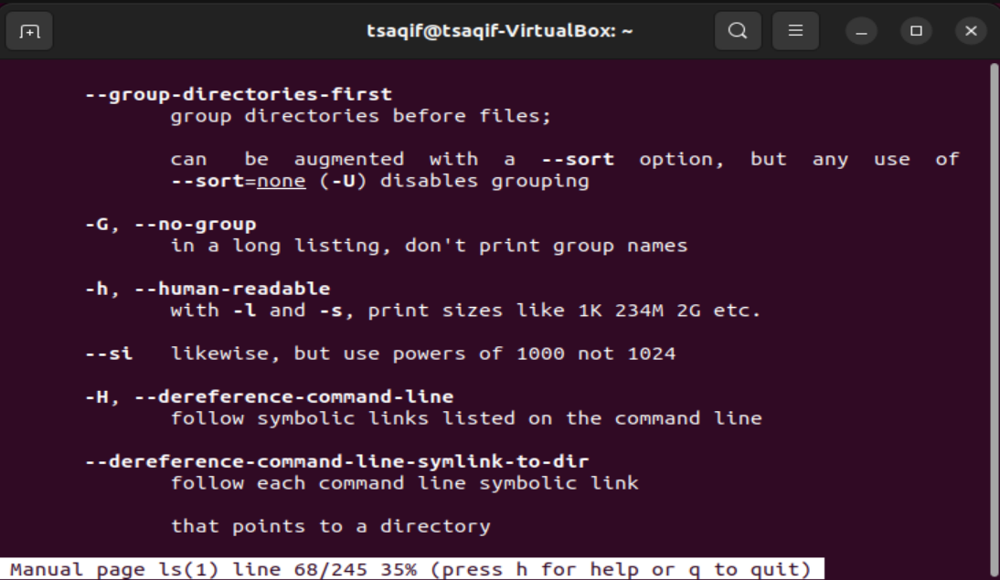 tsaqif@tsaqif-VirtualBox: ~
--group-directories-first
group directories before files;
can be augmented with a --sort option, but any use of
--sort=none (-U) disables grouping
-G, --no-group
in a long listing, don't print group names
-h, --human-readable
with -l and -s, print sizes like 1K 234M 2G etc.
--si likewise, but use powers of 1000 not 1024
-H, --dereference-command-line
follow symbolic links listed on the command line
--dereference-command-line-symlink-to-dir
follow each command line symbolic link
that points to a directory
Manual page ls(1) line 68/245 35% (press h for help or q to quit)